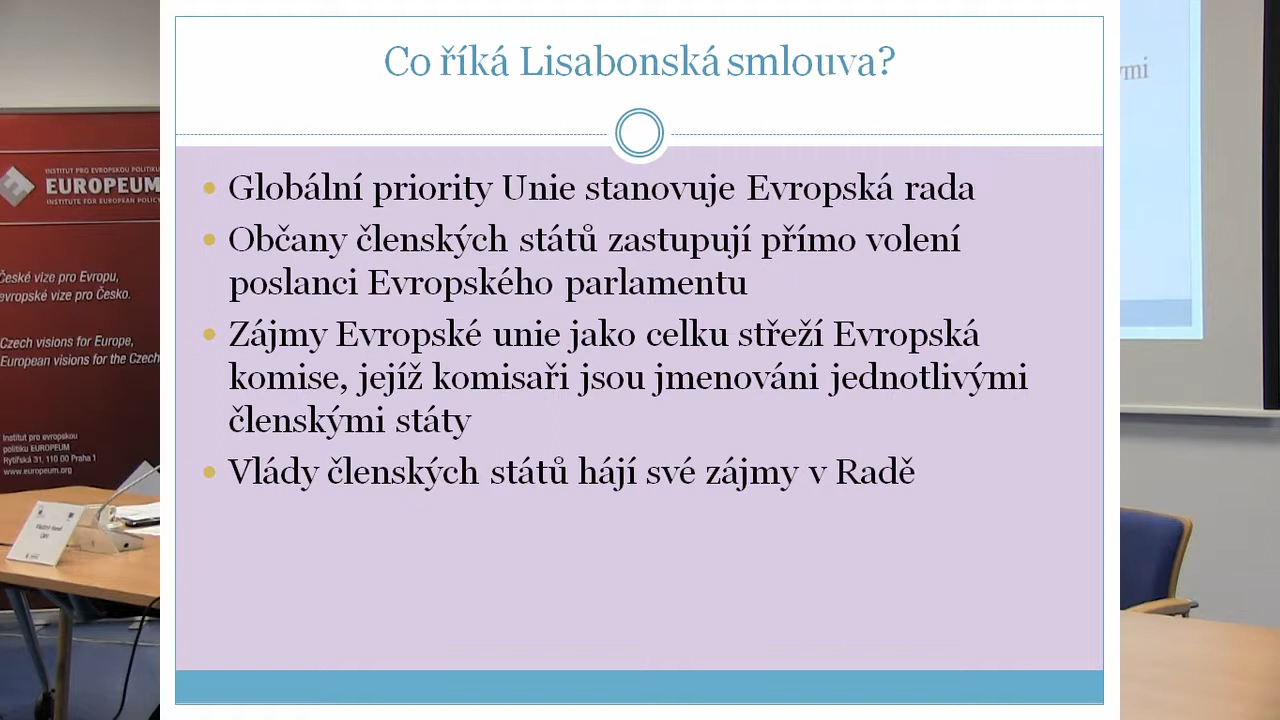 Co říká Lisabonská smlouva?
Globální priority Unie stanovuje Evropská rada
Občany členských států zastupují přímo volení
poslanci Evropského parlamentu
Zájmy Evropské unie jako celku střeží Evropská
komise, jejíž komisaři jsou jmenováni jednotlivými
členskými státy
Vlády členských států hájí své zájmy v Radě
INSTITUT PRO EVROPSKOU POLITIKU
EUROPEUM
INSTITUTE FOR EUROPEAN POLICY
České vize pro Evropu,
evropské vize pro Česko.
Czech visions for Europe,
European visions for the Czech
Institut pro evropskou
politiku EUROPEUM
Rytířská 31, 110 00 Praha 1
www.europeum.org
ými